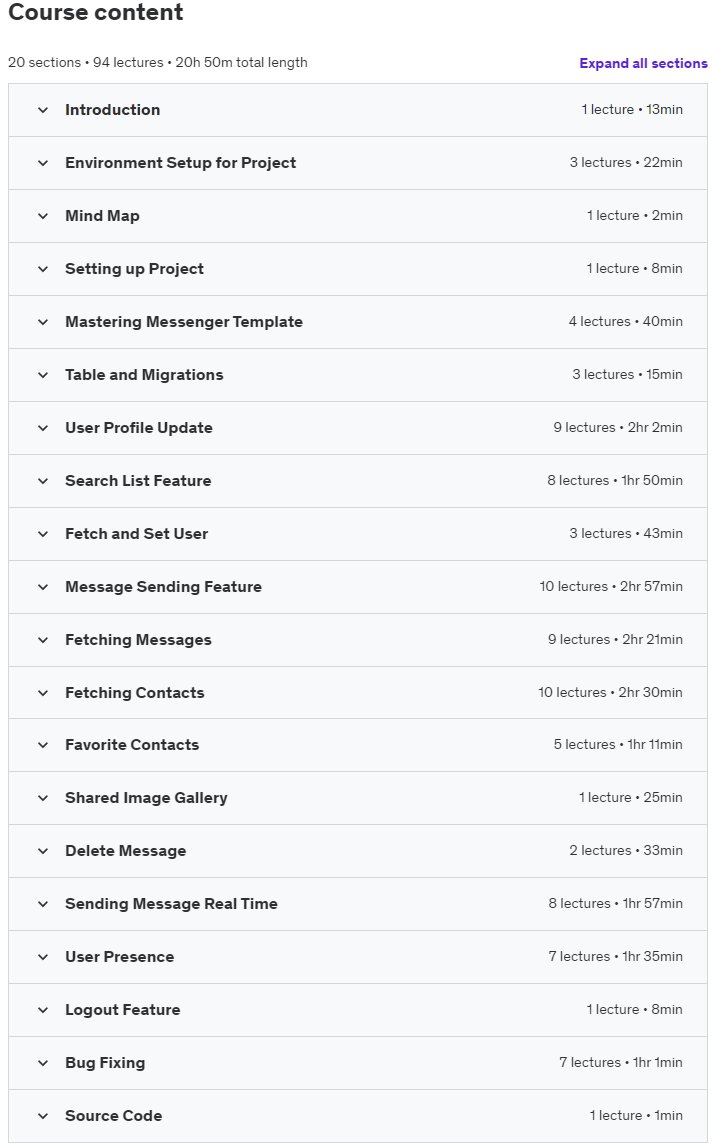 Course content
20 sections • 94 lectures • 20h 50m total length Expand all sections
Introduction 1 lecture • 13min
Environment Setup for Project 3 lectures • 22min
Mind Map 1 lecture • 2min
Setting up Project 1 lecture • 8min
Mastering Messenger Template 4 lectures • 40min
Table and Migrations 3 lectures • 15min
User Profile Update 9 lectures • 2hr 2min
Search List Feature 8 lectures • 1hr 50min
Fetch and Set User 3 lectures • 43min
Message Sending Feature 10 lectures • 2hr 57min
Fetching Messages 9 lectures • 2hr 21min
Fetching Contacts 10 lectures • 2hr 30min
Favorite Contacts 5 lectures • 1hr 11min
Shared Image Gallery 1 lecture • 25min
Delete Message 2 lectures • 33min
Sending Message Real Time 8 lectures • 1hr 57min
User Presence 7 lectures • 1hr 35min
Logout Feature 1 lecture • 8min
Bug Fixing 7 lectures • 1hr 1min
Source Code 1 lecture • 1min